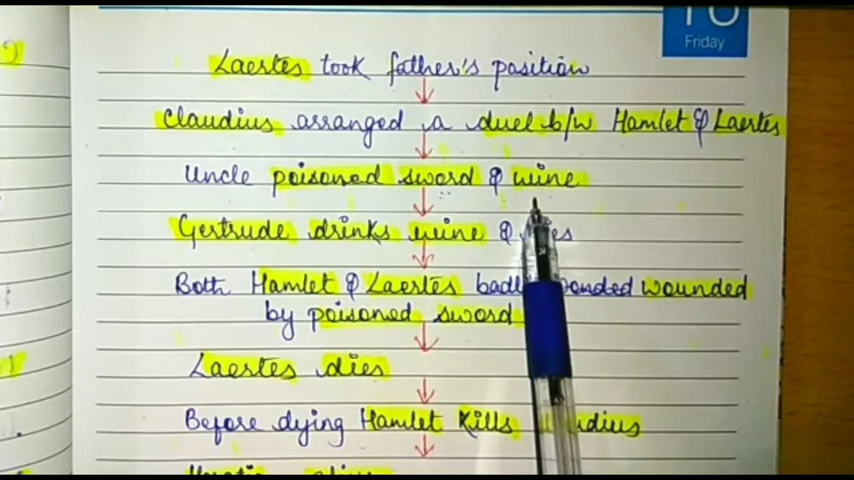 16
Friday
Laertes took father's position
Claudius arranged a duel b/w Hamlet & Laertes
Uncle poisoned sword & wine
Gertrude drinks wine &
Both Hamlet & Laertes wounded
by poisoned sword
Laertes dies
Before dying Hamlet Kills